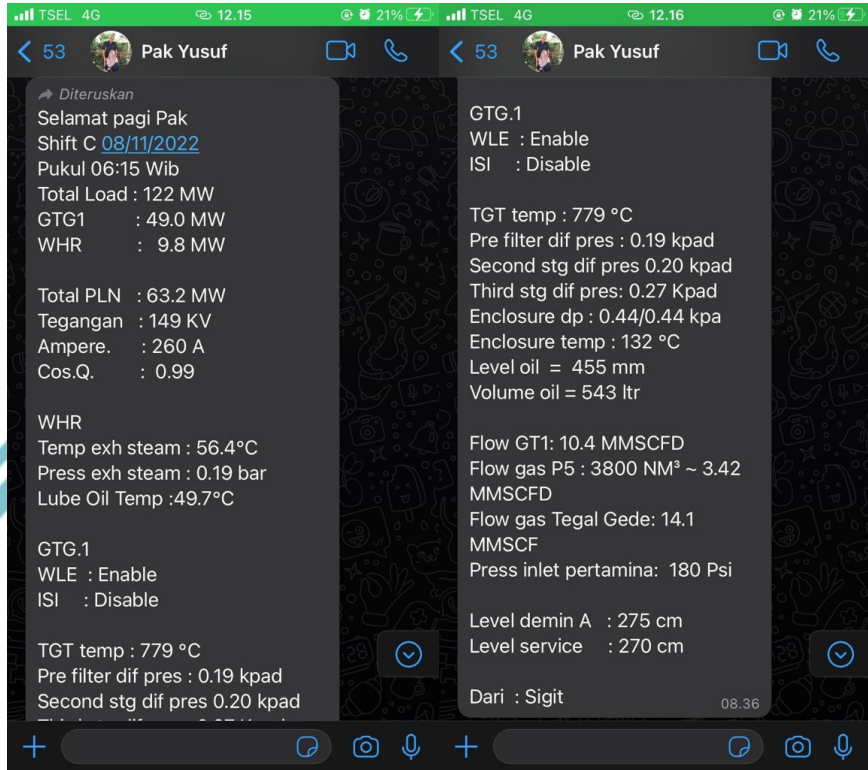 TSEL 4G 12.15 21%
53 Pak Yusuf
Diteruskan
Selamat pagi Pak
Shift C 08/11/2022
Pukul 06:15 Wib
Total Load : 122 MW
GTG1 : 49.0 MW
WHR : 9.8 MW
Total PLN : 63.2 MW
Tegangan : 149 KV
Ampere. : 260 A
Cos.Q. : 0.99
WHR
Temp exh steam : 56.4°C
Press exh steam : 0.19 bar
Lube Oil Temp :49.7°C
GTG.1
WLE : Enable
ISI : Disable
TGT temp : 779 °C
Pre filter dif pres : 0.19 kpad
Second stg dif pres 0.20 kpad
TSEL 4G 12.16 21%
53 Pak Yusuf
GTG.1
WLE : Enable
ISI : Disable
TGT temp : 779 °C
Pre filter dif pres : 0.19 kpad
Second stg dif pres 0.20 kpad
Third stg dif pres: 0.27 Kpad
Enclosure dp : 0.44/0.44 kpa
Enclosure temp : 132 °C
Level oil = 455 mm
Volume oil = 543 ltr
Flow GT1: 10.4 MMSCFD
Flow gas P5 : 3800 NM³ ~ 3.42
MMSCFD
Flow gas Tegal Gede: 14.1
MMSCF
Press inlet pertamina: 180 Psi
Level demin A : 275 cm
Level service : 270 cm
Dari : Sigit
08.36